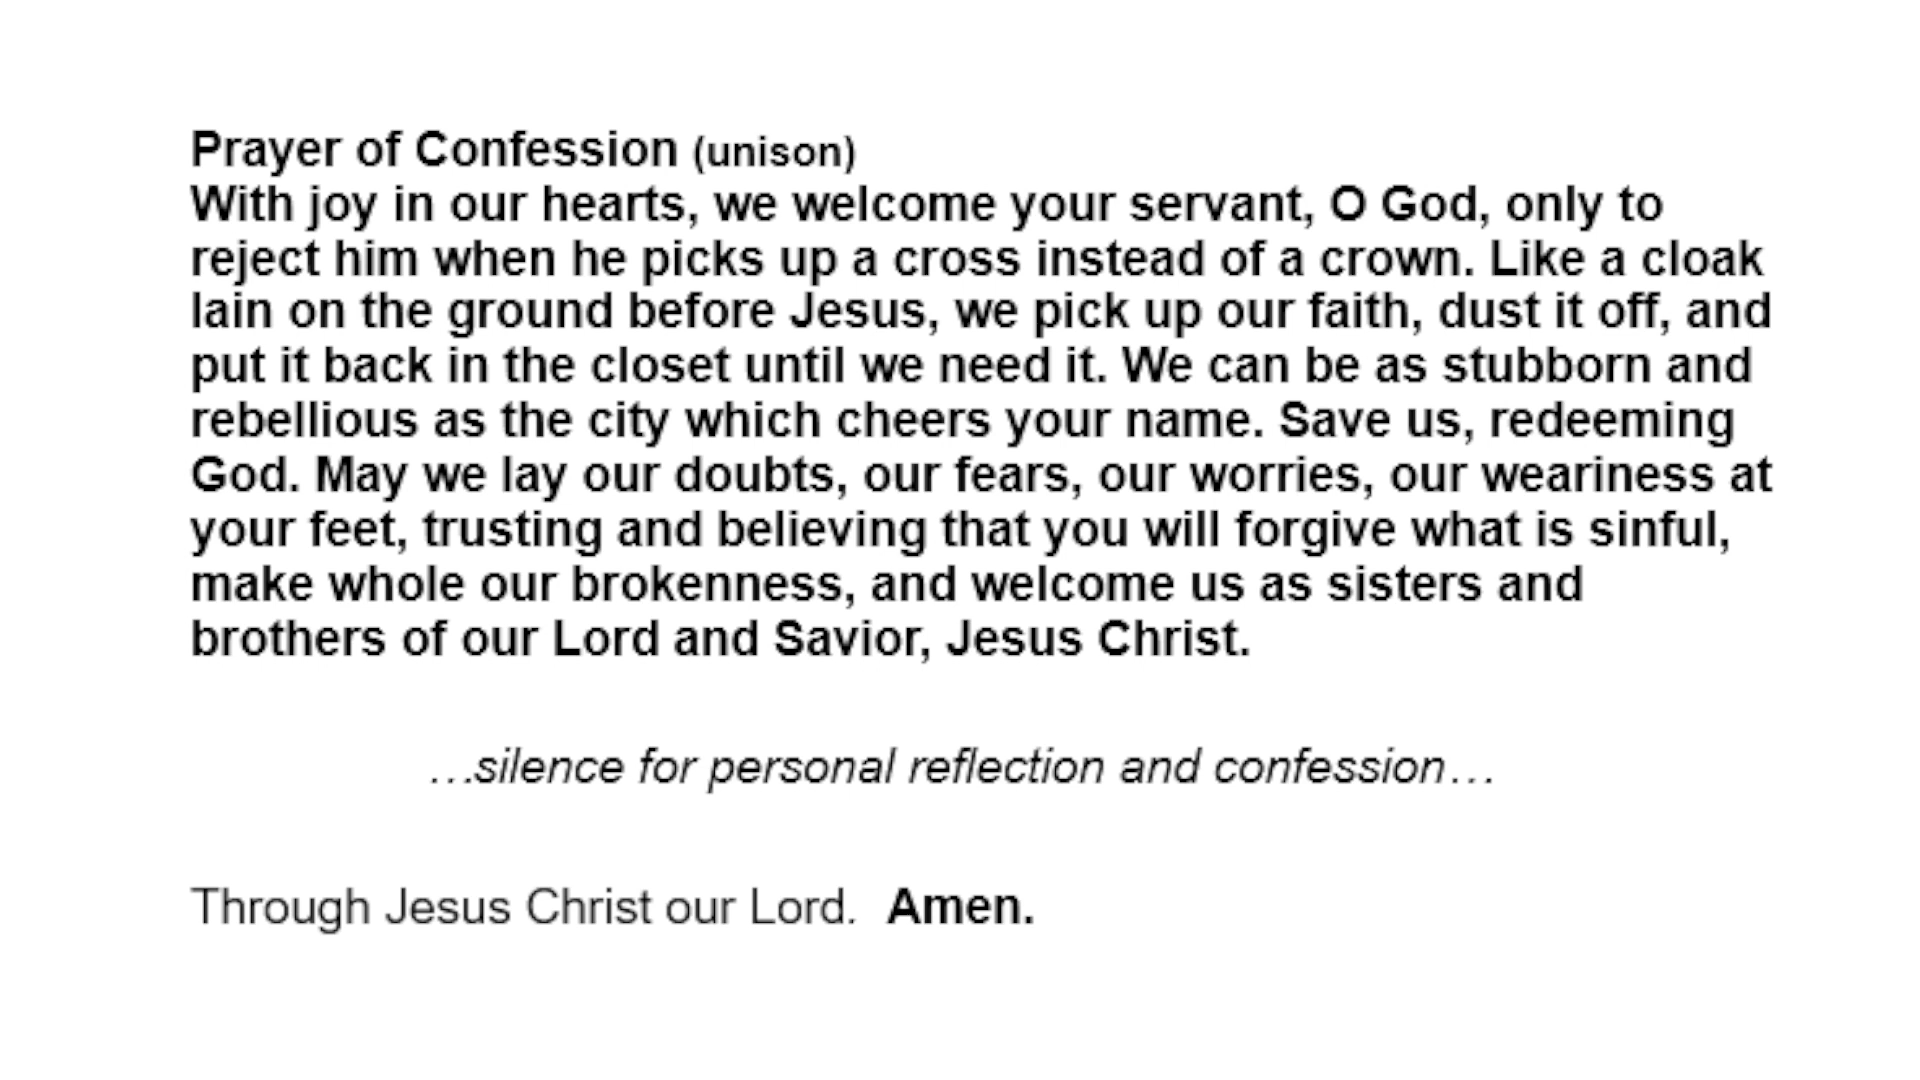 Prayer of Confession (unison)
With joy in our hearts, we welcome your servant, O God, only to
reject him when he picks up a cross instead of a crown. Like a cloak
lain on the ground before Jesus, we pick up our faith, dust it off, and
put it back in the closet until we need it. We can be as stubborn and
rebellious as the city which cheers your name. Save us, redeeming
God. May we lay our doubts, our fears, our worries, our weariness at
your feet, trusting and believing that you will forgive what is sinful,
make whole our brokenness, and welcome us as sisters and
brothers of our Lord and Savior, Jesus Christ.
…silence for personal reflection and confession…
Through Jesus Christ our Lord.  Amen.